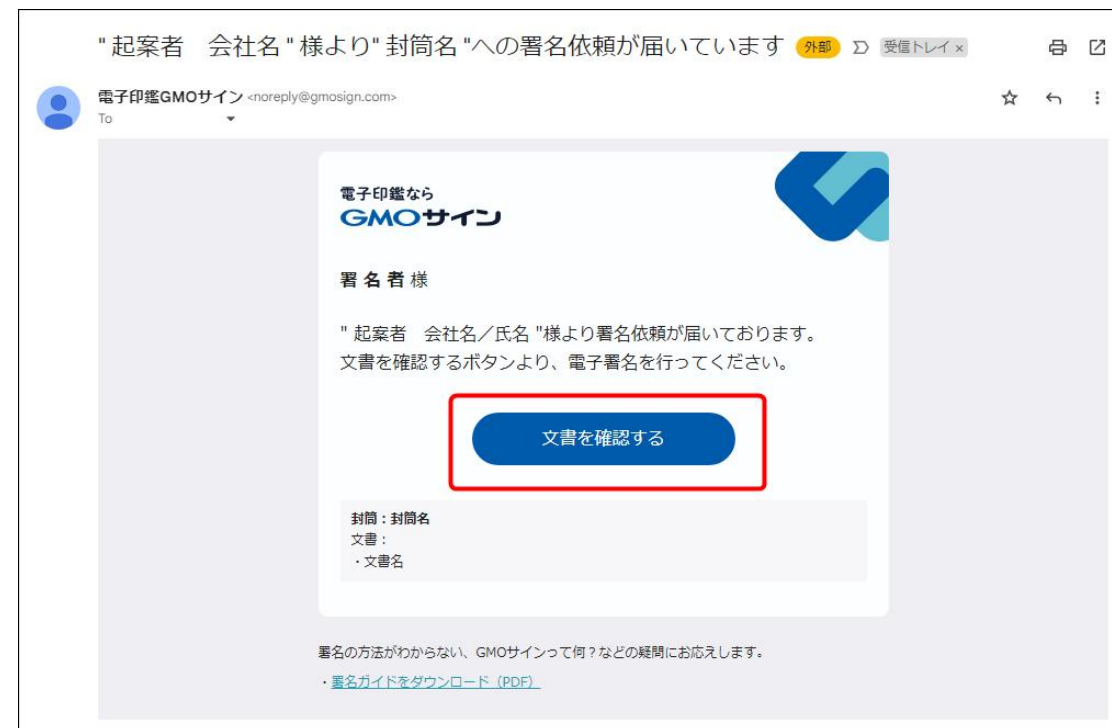 "起案者　会社名"様より"封筒名"への署名依頼が届いています 外部 受信トレイ ×
電子印鑑GMOサイン <noreply@gmosign.com>
To
電子印鑑なら
GMOサイン
署名者 様
"起案者　会社名／氏名"様より署名依頼が届いております。
文書を確認するボタンより、電子署名を行ってください。
文書を確認する
封筒：封筒名
文書：
・文書名
署名の方法がわからない、GMOサインって何？などの疑問にお応えします。
・署名ガイドをダウンロード（PDF）